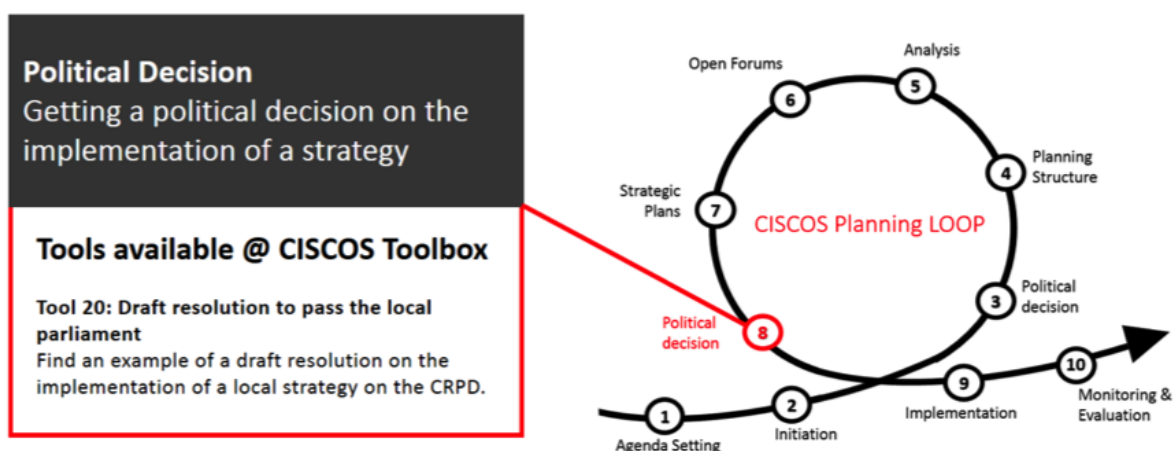 Political Decision
Getting a political decision on the
implementation of a strategy
Tools available @ CISCOS Toolbox
Tool 20: Draft resolution to pass the local
parliament
Find an example of a draft resolution on the
implementation of a local strategy on the CRPD.
Analysis
5
Open Forums
6
4
Planning
Structure
Strategic
Plans
7
CISCOS Planning LOOP
3
Political
decision
Political
decision
8
10
Monitoring &
Evaluation
9
Implementation
2
Initiation
1
Agenda Setting